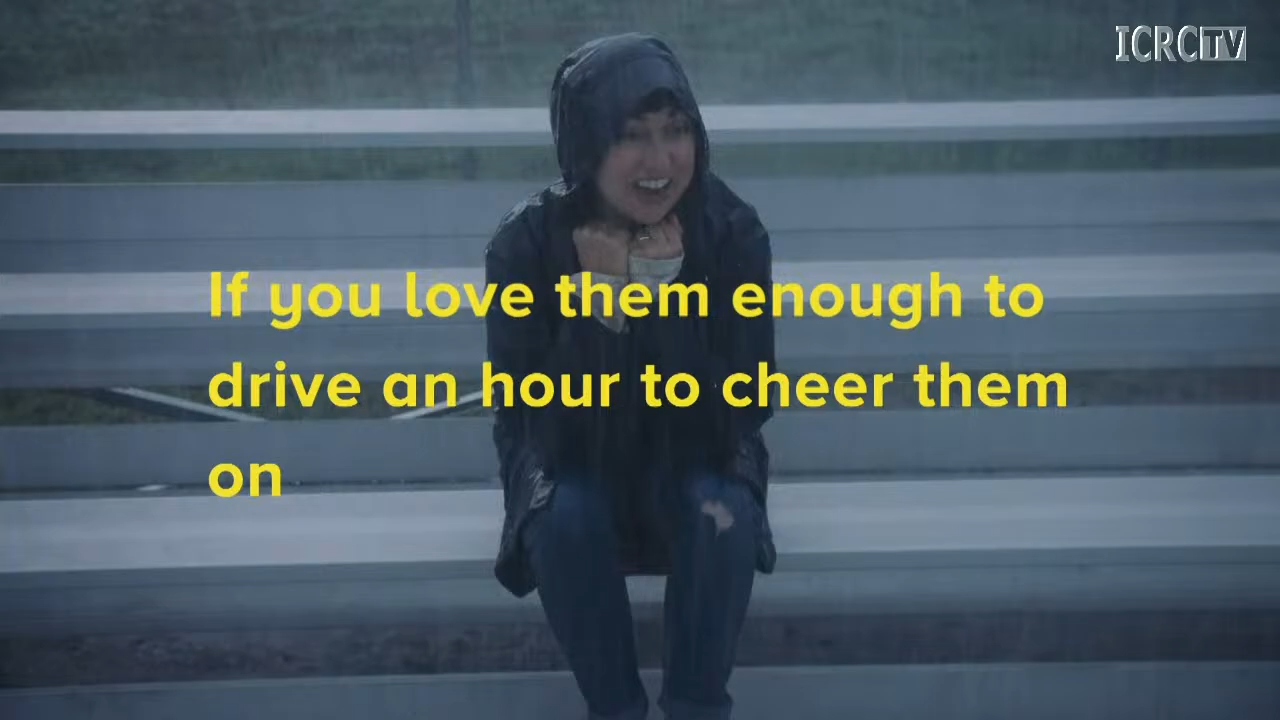 ICRCTV
If you love them enough to
drive an hour to cheer them
on